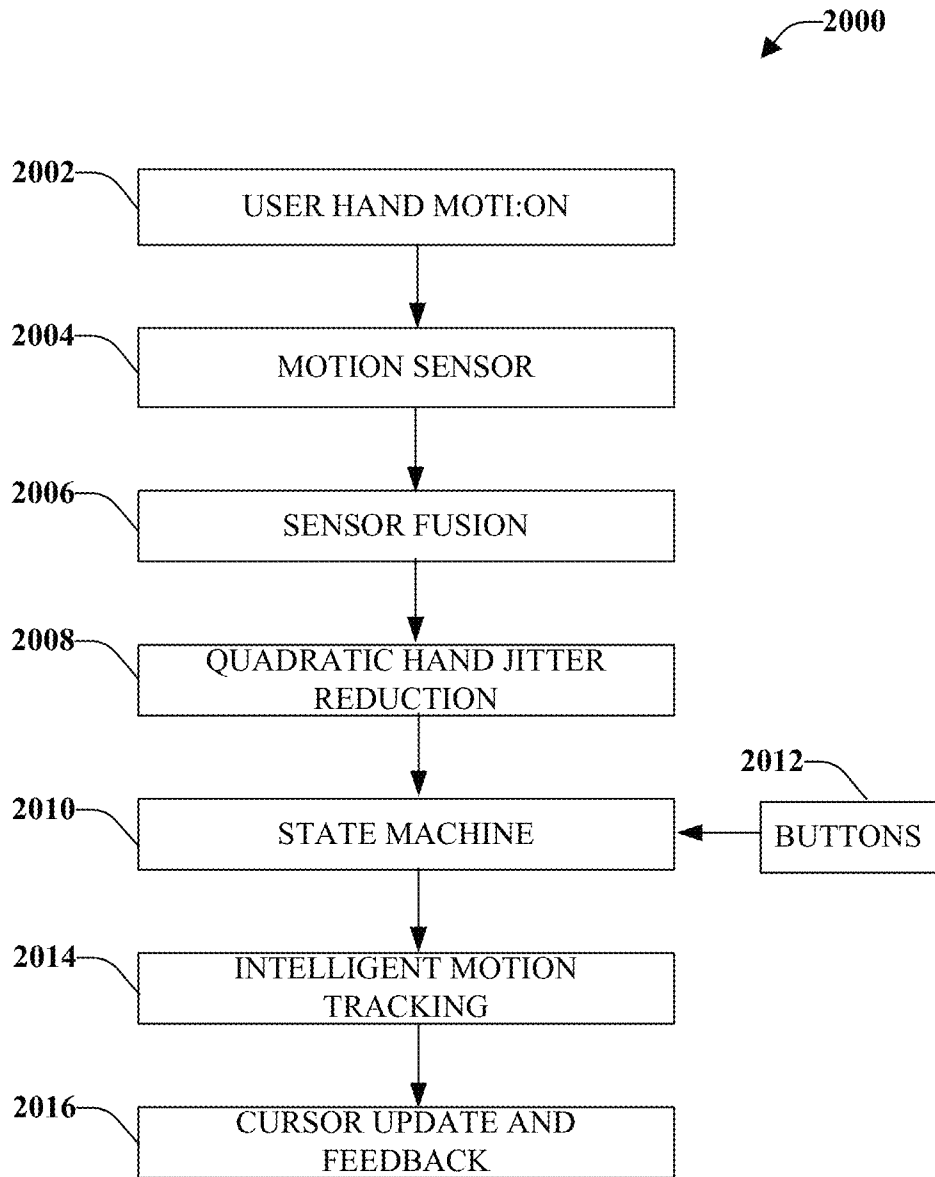 2000
2002
USER HAND MOTI:ON
2004
MOTION SENSOR
2006
SENSOR FUSION
2008
QUADRATIC HAND JITTER
REDUCTION
2012
2010
STATE MACHINE
BUTTONS
2014
INTELLIGENT MOTION
TRACKING
2016
CURSOR UPDATE AND
FEEDBACK